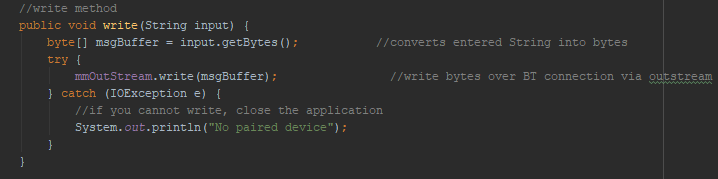 //write method
public void write(String input) {
byte[] msgBuffer = input.getBytes(); //converts entered String into bytes
try {
mmOutStream.write(msgBuffer); //write bytes over BT connection via outstream
} catch (IOException e) {
//if you cannot write, close the application
System.out.println("No paired device");
}
}